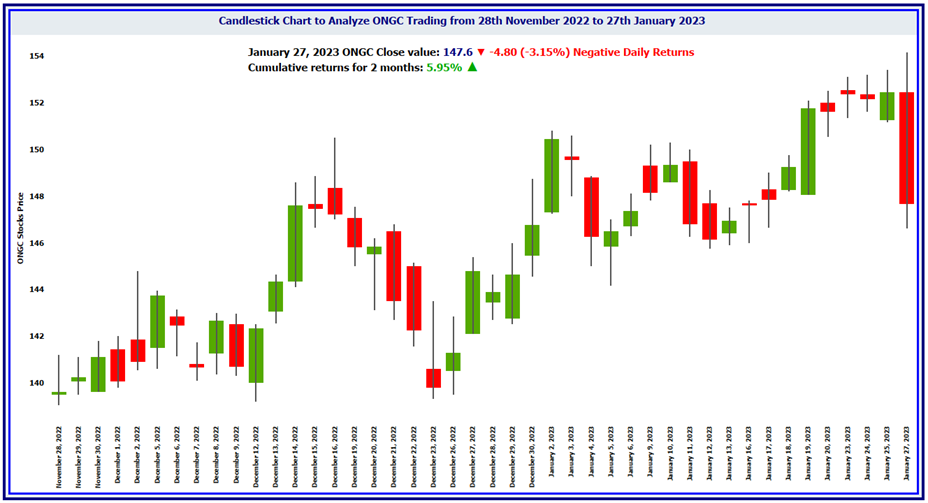 Candlestick Chart to Analyze ONGC Trading from 28th November 2022 to 27th January 2023
January 27, 2023 ONGC Close value: 147.6 ▼ -4.80 (-3.15%) Negative Daily Returns
Cumulative returns for 2 months: 5.95% ▲
ONGC Stocks Price
154
152
150
148
146
144
142
140
November 28, 2022
November 29, 2022
November 30, 2022
December 1, 2022
December 2, 2022
December 5, 2022
December 6, 2022
December 7, 2022
December 8, 2022
December 9, 2022
December 12, 2022
December 13, 2022
December 14, 2022
December 15, 2022
December 16, 2022
December 19, 2022
December 20, 2022
December 21, 2022
December 22, 2022
December 23, 2022
December 26, 2022
December 27, 2022
December 28, 2022
December 29, 2022
December 30, 2022
January 2, 2023
January 3, 2023
January 4, 2023
January 5, 2023
January 6, 2023
January 9, 2023
January 10, 2023
January 11, 2023
January 12, 2023
January 13, 2023
January 16, 2023
January 17, 2023
January 18, 2023
January 19, 2023
January 20, 2023
January 23, 2023
January 24, 2023
January 25, 2023
January 27, 2023